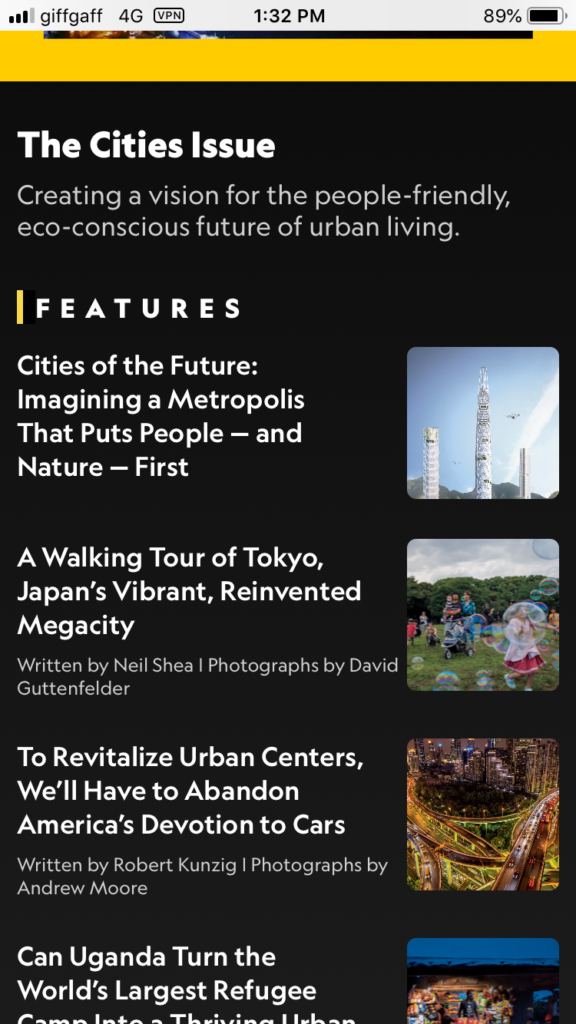 giffgaff 4G VPN 1:32 PM 89%
The Cities Issue
Creating a vision for the people-friendly,
eco-conscious future of urban living.
FEATURES
Cities of the Future:
Imagining a Metropolis
That Puts People — and
Nature — First
A Walking Tour of Tokyo,
Japan's Vibrant, Reinvented
Megacity
Written by Neil Shea | Photographs by David
Guttenfelder
To Revitalize Urban Centers,
We'll Have to Abandon
America's Devotion to Cars
Written by Robert Kunzig | Photographs by
Andrew Moore
Can Uganda Turn the
World's Largest Refugee
Camp Into a Thriving Urban